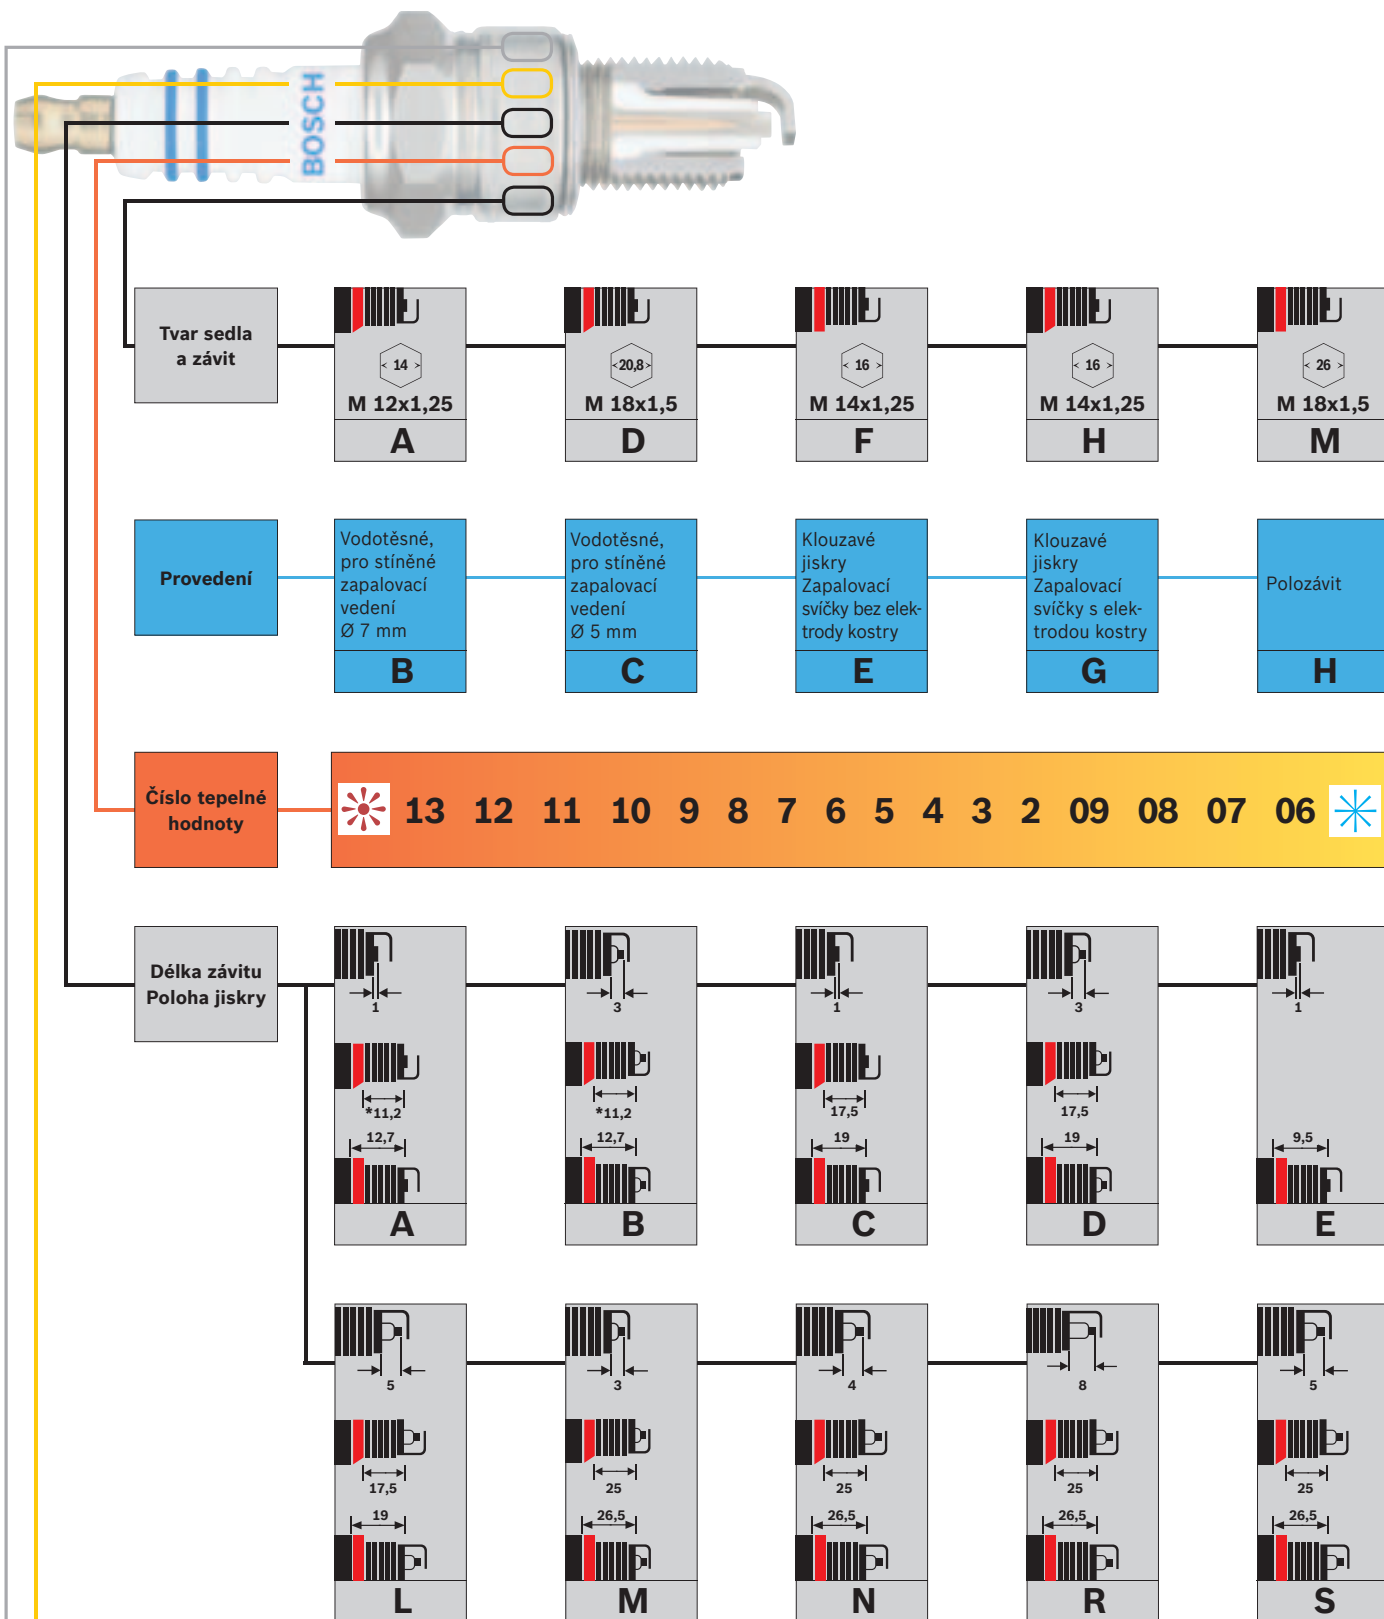 BOSCH
Tvar sedla
a závit
< 14 >
M 12x1,25
A
<20,8>
M 18x1,5
D
< 16 >
M 14x1,25
F
< 16 >
M 14x1,25
H
< 26 >
M 18x1,5
M
Provedení
Vodotěsné,
pro stíněné
zapalovací
vedení
Ø 7 mm
B
Vodotěsné,
pro stíněné
zapalovací
vedení
Ø 5 mm
C
Klouzavé
jiskry
Zapalovací
svíčky bez elek-
trody kostry
E
Klouzavé
jiskry
Zapalovací
svíčky s elek-
trodou kostry
G
Polozávit
H
Číslo tepelné
hodnoty
13 12 11 10 9 8 7 6 5 4 3 2 09 08 07 06
Délka závitu
Poloha jiskry
1
*11,2
12,7
A
3
*11,2
12,7
B
1
17,5
19
C
3
17,5
19
D
1
9,5
E
5
17,5
19
L
3
25
26,5
M
4
25
26,5
N
8
25
26,5
R
5
25
26,5
S